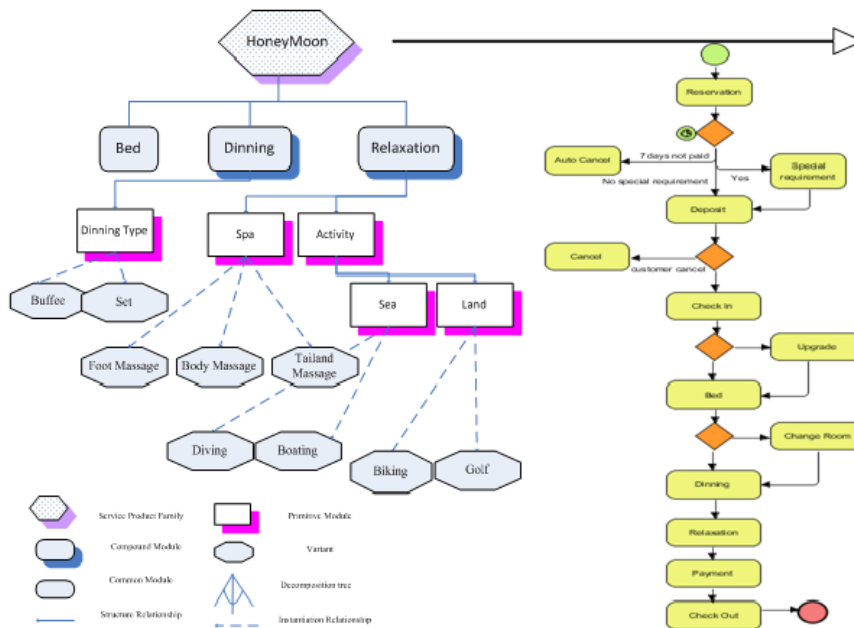 HoneyMoon
Bed
Dinning
Relaxation
Dinning Type
Spa
Activity
Buffee
Set
Sea
Land
Foot Massage
Body Massage
Tailand
Massage
Diving
Boating
Biking
Golf
Service Product Family
Primitive Module
Compound Module
Variant
Common Module
Decomposition tree
Structure Relationship
Instantiation Relationship
Reservation
7 days not paid
Auto Cancel
No special requirement
Yes
Special
requirement
Deposit
Cancel
customer cancel
Check In
Upgrade
Bed
Change Room
Dinning
Relaxation
Payment
Check Out